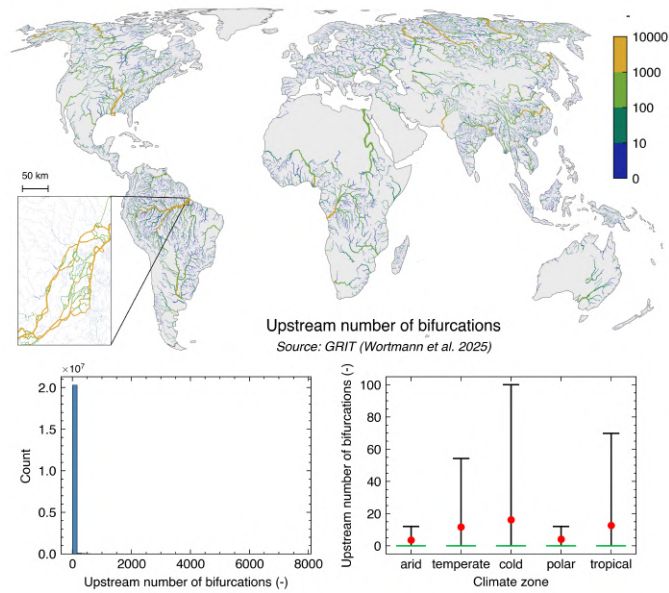 -
10000
1000
100
10
0
50 km
Upstream number of bifurcations
Source: GRIT (Wortmann et al. 2025)
×10⁷
2.0
1.5
1.0
0.5
0.0
Count
0 2000 4000 6000 8000
Upstream number of bifurcations (-)
Upstream number of bifurcations (-)
100
80
60
40
20
0
arid temperate cold polar tropical
Climate zone